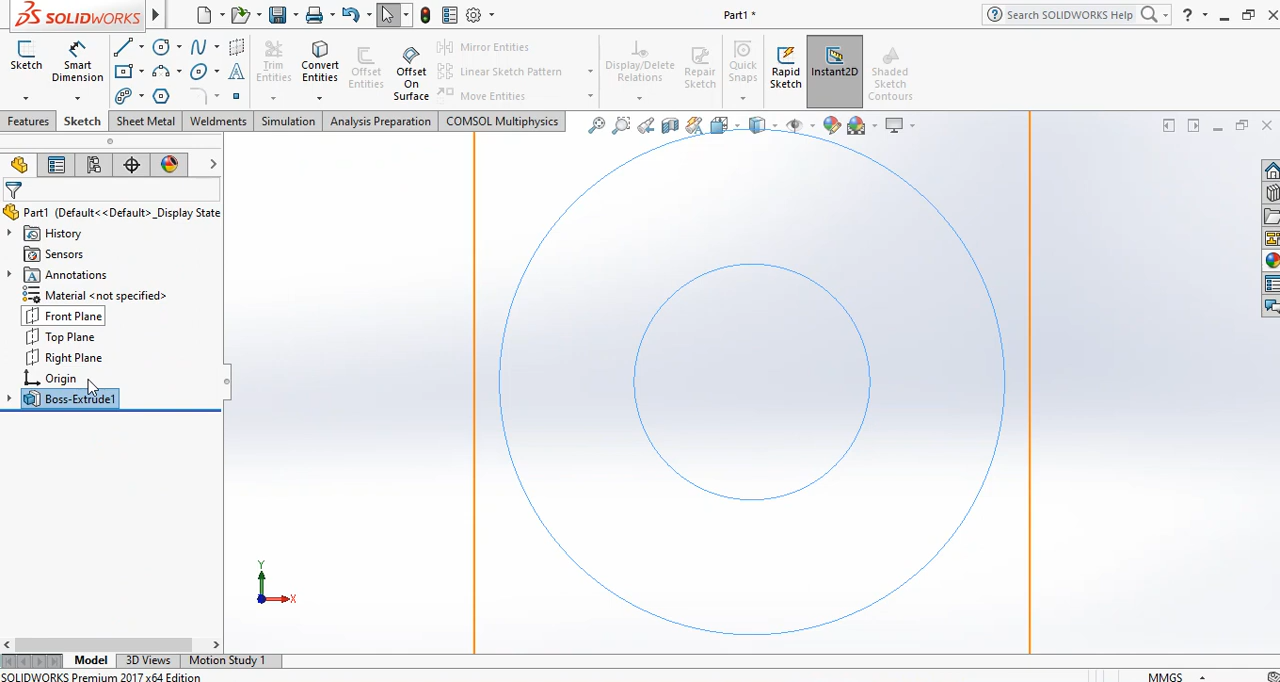 SOLIDWORKS
Part1 *
Search SOLIDWORKS Help
?
Sketch
Smart Dimension
Trim Entities
Convert Entities
Offset Entities
Offset On Surface
Mirror Entities
Linear Sketch Pattern
Move Entities
Display/Delete Relations
Repair Sketch
Quick Snaps
Rapid Sketch
Instant2D
Shaded Sketch Contours
Features
Sketch
Sheet Metal
Weldments
Simulation
Analysis Preparation
COMSOL Multiphysics
Part1 (Default<<Default>_Display State
History
Sensors
Annotations
Material <not specified>
Front Plane
Top Plane
Right Plane
Origin
Boss-Extrude1
Y
X
Model
3D Views
Motion Study 1
SOLIDWORKS Premium 2017 x64 Edition
MMGS